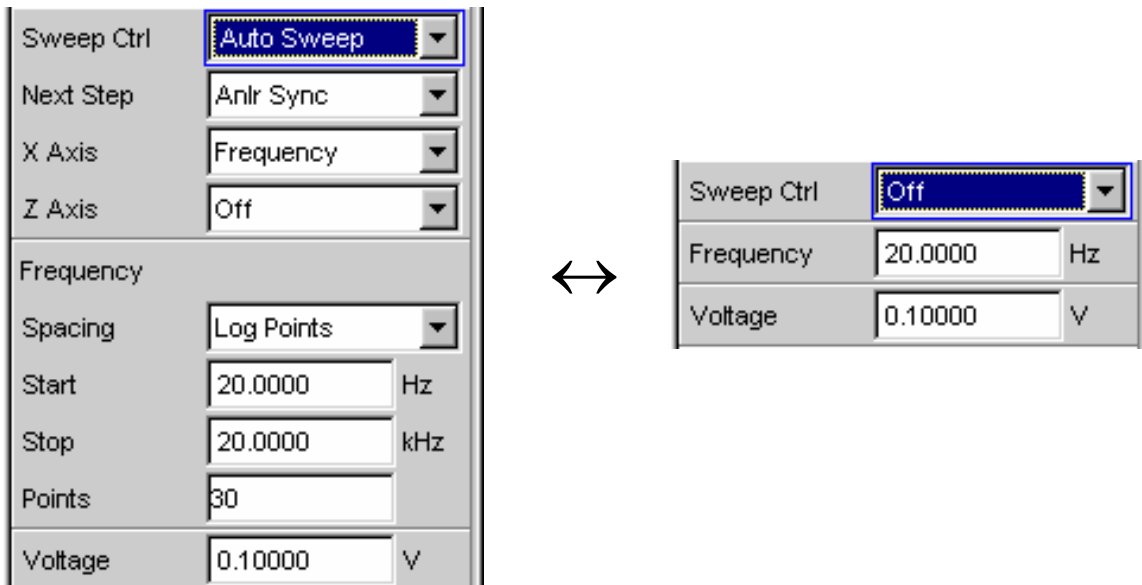 Sweep Ctrl Auto Sweep
Next Step Anlr Sync
X Axis Frequency
Z Axis Off
Frequency
Spacing Log Points
Start 20.0000 Hz
Stop 20.0000 kHz
Points 30
Voltage 0.10000 V
Sweep Ctrl Off
Frequency 20.0000 Hz
Voltage 0.10000 V